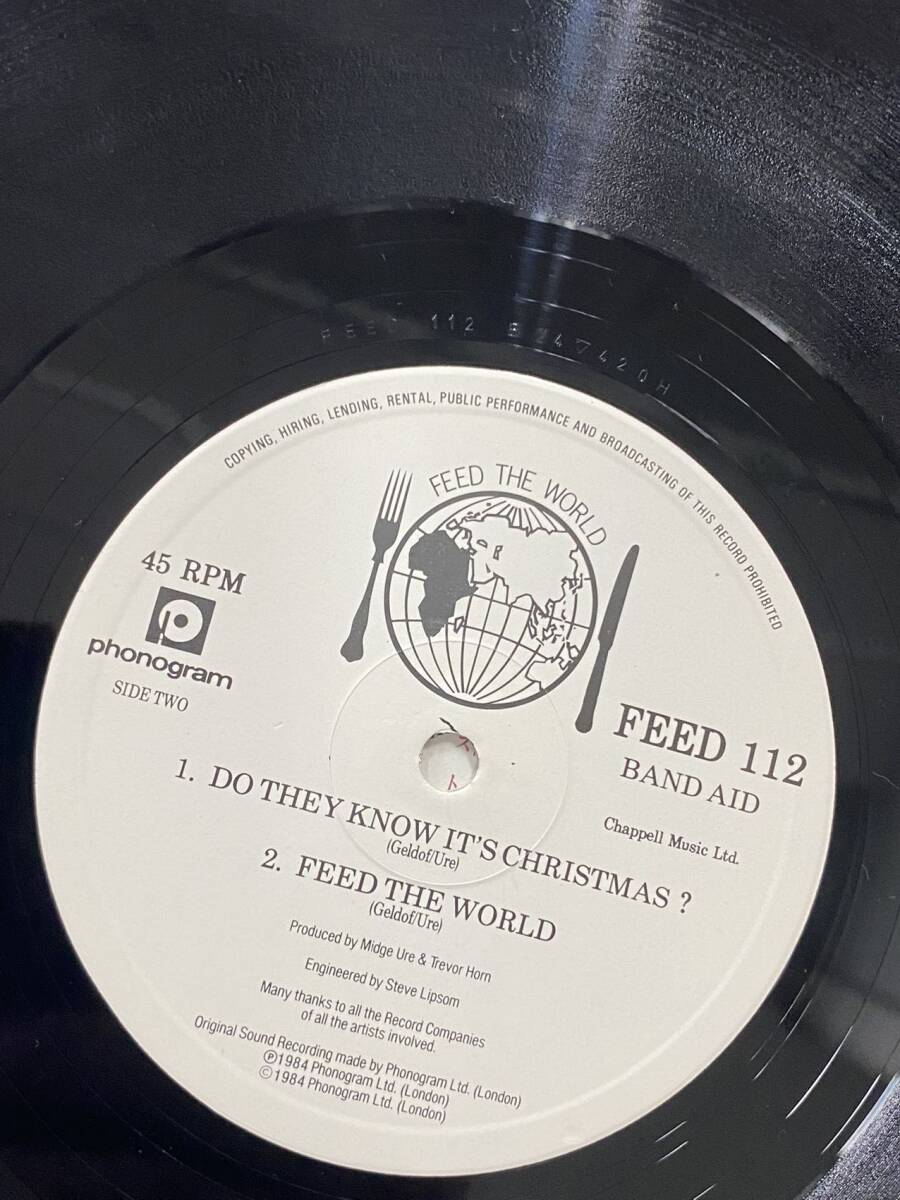 FEED 112 B 24▽420H
COPYING, HIRING, LENDING, RENTAL, PUBLIC PERFORMANCE AND BROADCASTING OF THIS RECORD PROHIBITED
FEED THE WORLD
45 RPM
phonogram
SIDE TWO
FEED 112
BAND AID
Chappell Music Ltd.
1. DO THEY KNOW IT'S CHRISTMAS ?
(Geldof/Ure)
2. FEED THE WORLD
(Geldof/Ure)
Produced by Midge Ure & Trevor Horn
Engineered by Steve Lipsom
Many thanks to all the Record Companies
of all the artists involved.
Original Sound Recording made by Phonogram Ltd. (London)
℗1984 Phonogram Ltd. (London)
©1984 Phonogram Ltd. (London)